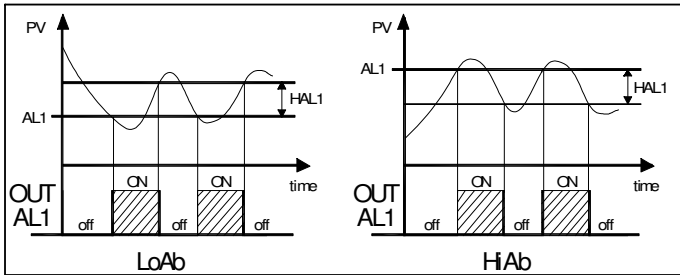 PV
AL1
HAL1
time
OUT
AL1
off
ON
off
ON
off
LoAb
PV
AL1
HAL1
time
OUT
AL1
off
ON
off
ON
off
HiAb